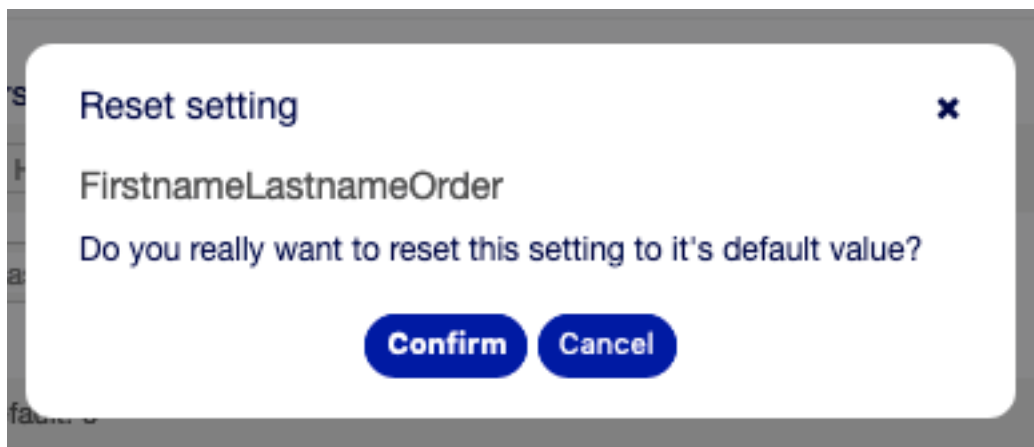 Reset setting
FirstnameLastnameOrder
Do you really want to reset this setting to it's default value?
Confirm Cancel